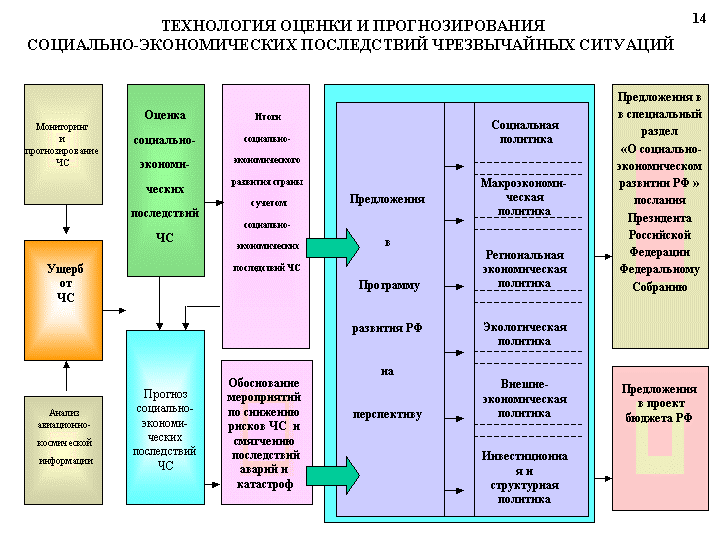 14
ТЕХНОЛОГИЯ ОЦЕНКИ И ПРОГНОЗИРОВАНИЯ
СОЦИАЛЬНО-ЭКОНОМИЧЕСКИХ ПОСЛЕДСТВИЙ ЧРЕЗВЫЧАЙНЫХ СИТУАЦИЙ
Мониторинг
и
прогнозирование
ЧС
Ущерб
от
ЧС
Анализ
авиационно-
космической
информации
Оценка
социально-
экономи-
ческих
последствий
ЧС
Прогноз
социально-
экономи-
ческих
последствий
ЧС
Итоги
социально-
экономического
развития страны
с учетом
социально-
экономических
последствий ЧС
Обоснование
мероприятий
по снижению
рисков ЧС и
смягчению
последствий
аварий и
катастроф
Предложения
в
Программу
развития РФ
на
перспективу
Социальная
политика
Макроэкономи-
ческая
политика
Региональная
экономическая
политика
Экологическая
политика
Внешне-
экономическая
политика
Инвестиционна
я и
структурная
политика
Предложения в
в специальный
раздел
«О социально-
экономическом
развитии РФ »
послания
Президента
Российской
Федерации
Федеральному
Собранию
Предложения
в проект
бюджета РФ